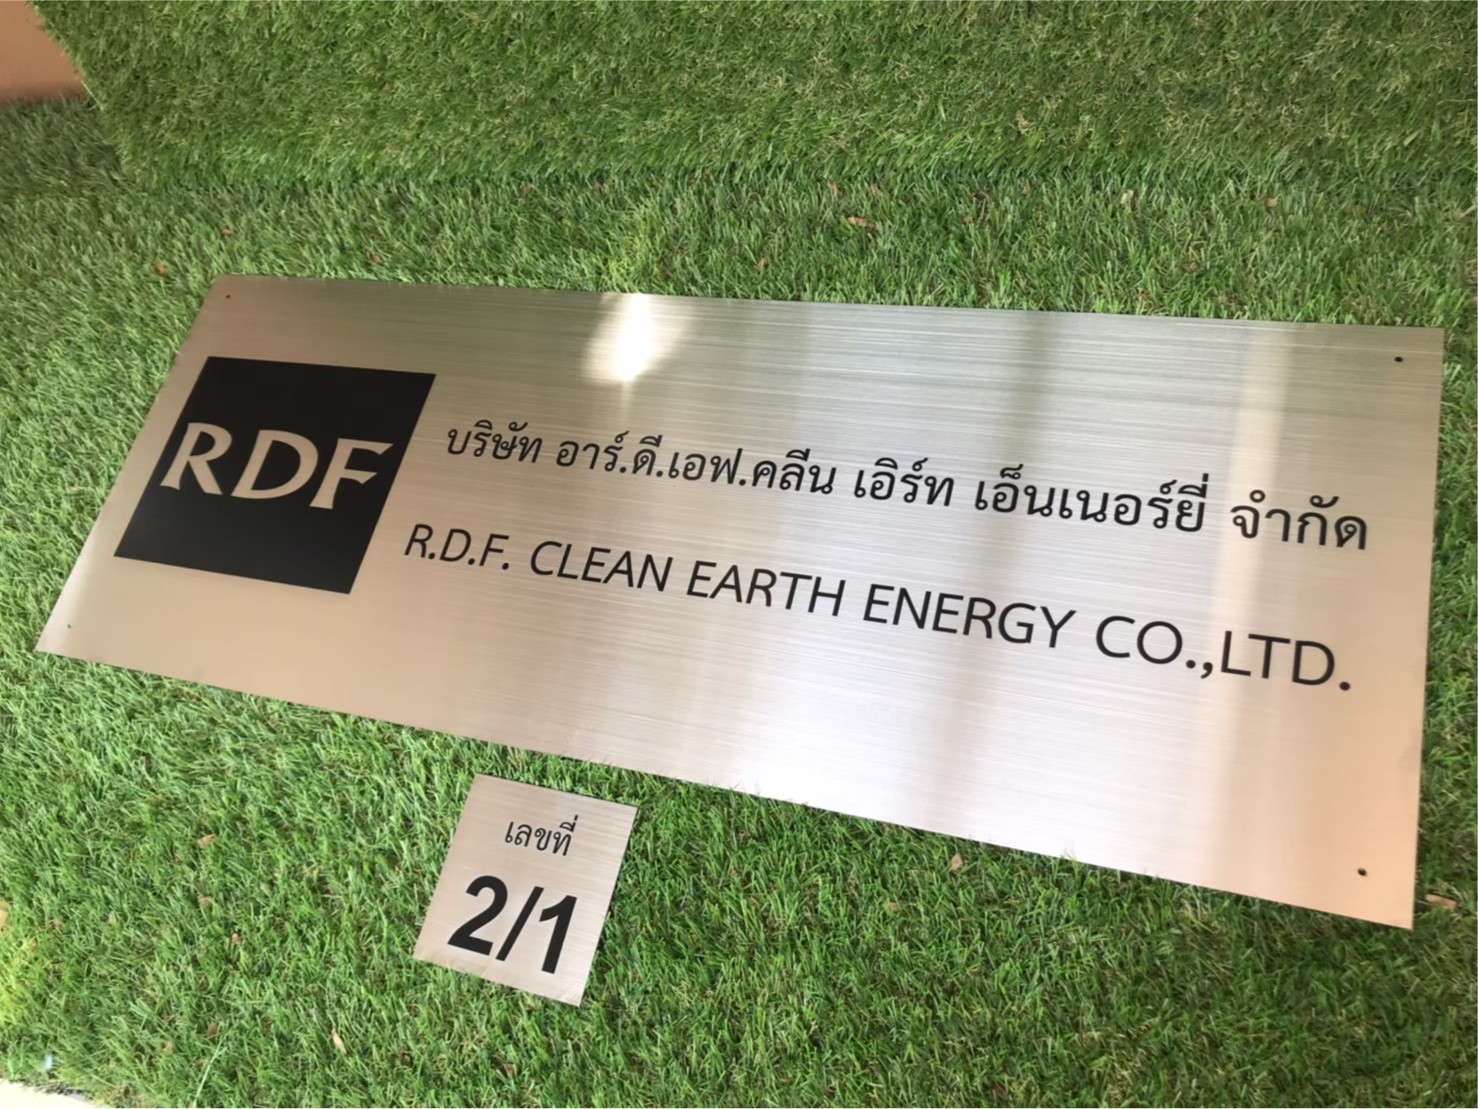 RDF
บริษัท อาร์.ดี.เอฟ.คลีน เอิร์ท เอ็นเนอร์ยี่ จำกัด
R.D.F. CLEAN EARTH ENERGY CO.,LTD.
เลขที่
2/1